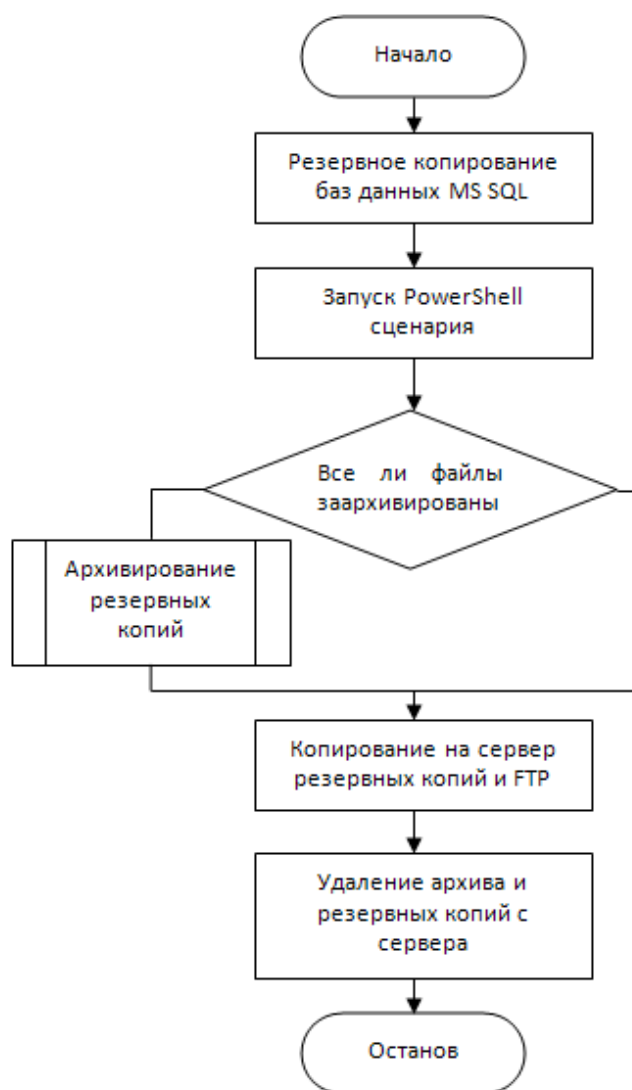 Начало
Резервное копирование
баз данных MS SQL
Запуск PowerShell
сценария
Все ли файлы
заархивированы
Архивирование
резервных
копий
Копирование на сервер
резервных копий и FTP
Удаление архива и
резервных копий с
сервера
Останов